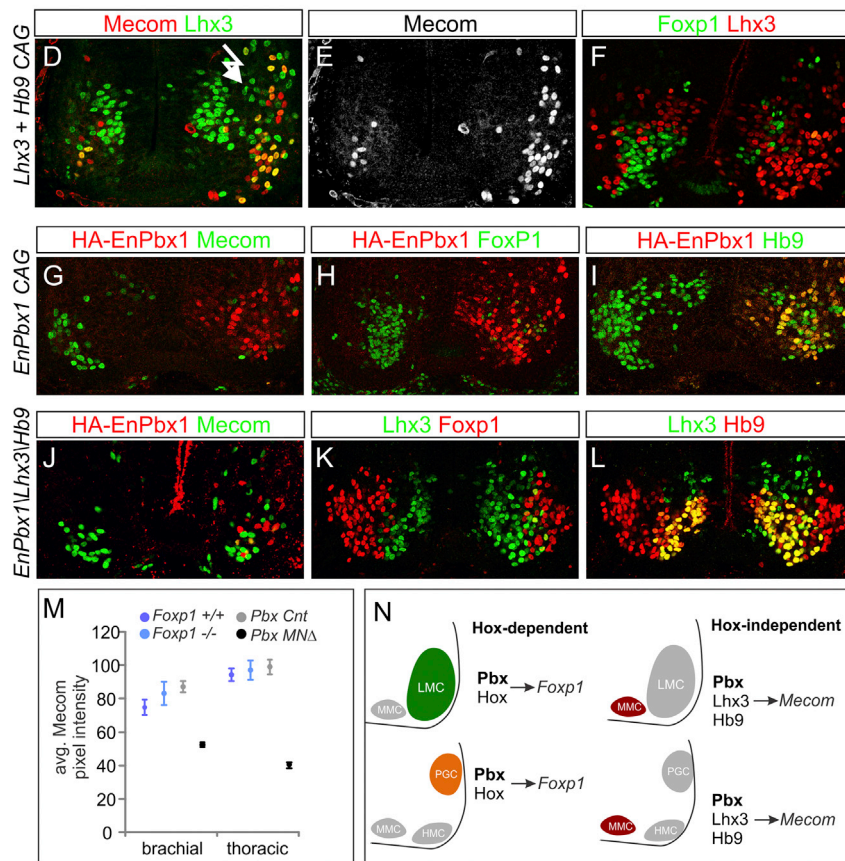 Mecom Lhx3
Mecom
Foxp1 Lhx3
Lhx3 + Hb9 CAG
D
E
F
HA-EnPbx1 Mecom
HA-EnPbx1 FoxP1
HA-EnPbx1 Hb9
EnPbx1 CAG
G
H
I
HA-EnPbx1 Mecom
Lhx3 Foxp1
Lhx3 Hb9
EnPbx1\Lhx3\Hb9
J
K
L
M
Foxp1 +/+
Pbx Cnt
Foxp1 -/-
Pbx MNΔ
120
100
80
60
40
20
0
avg. Mecom
pixel intensity
brachial
thoracic
N
Hox-dependent
Hox-independent
LMC
MMC
Pbx
Hox → Foxp1
LMC
MMC
Pbx
Lhx3 → Mecom
Hb9
PGC
MMC
HMC
Pbx
Hox → Foxp1
PGC
MMC
HMC
Pbx
Lhx3 → Mecom
Hb9